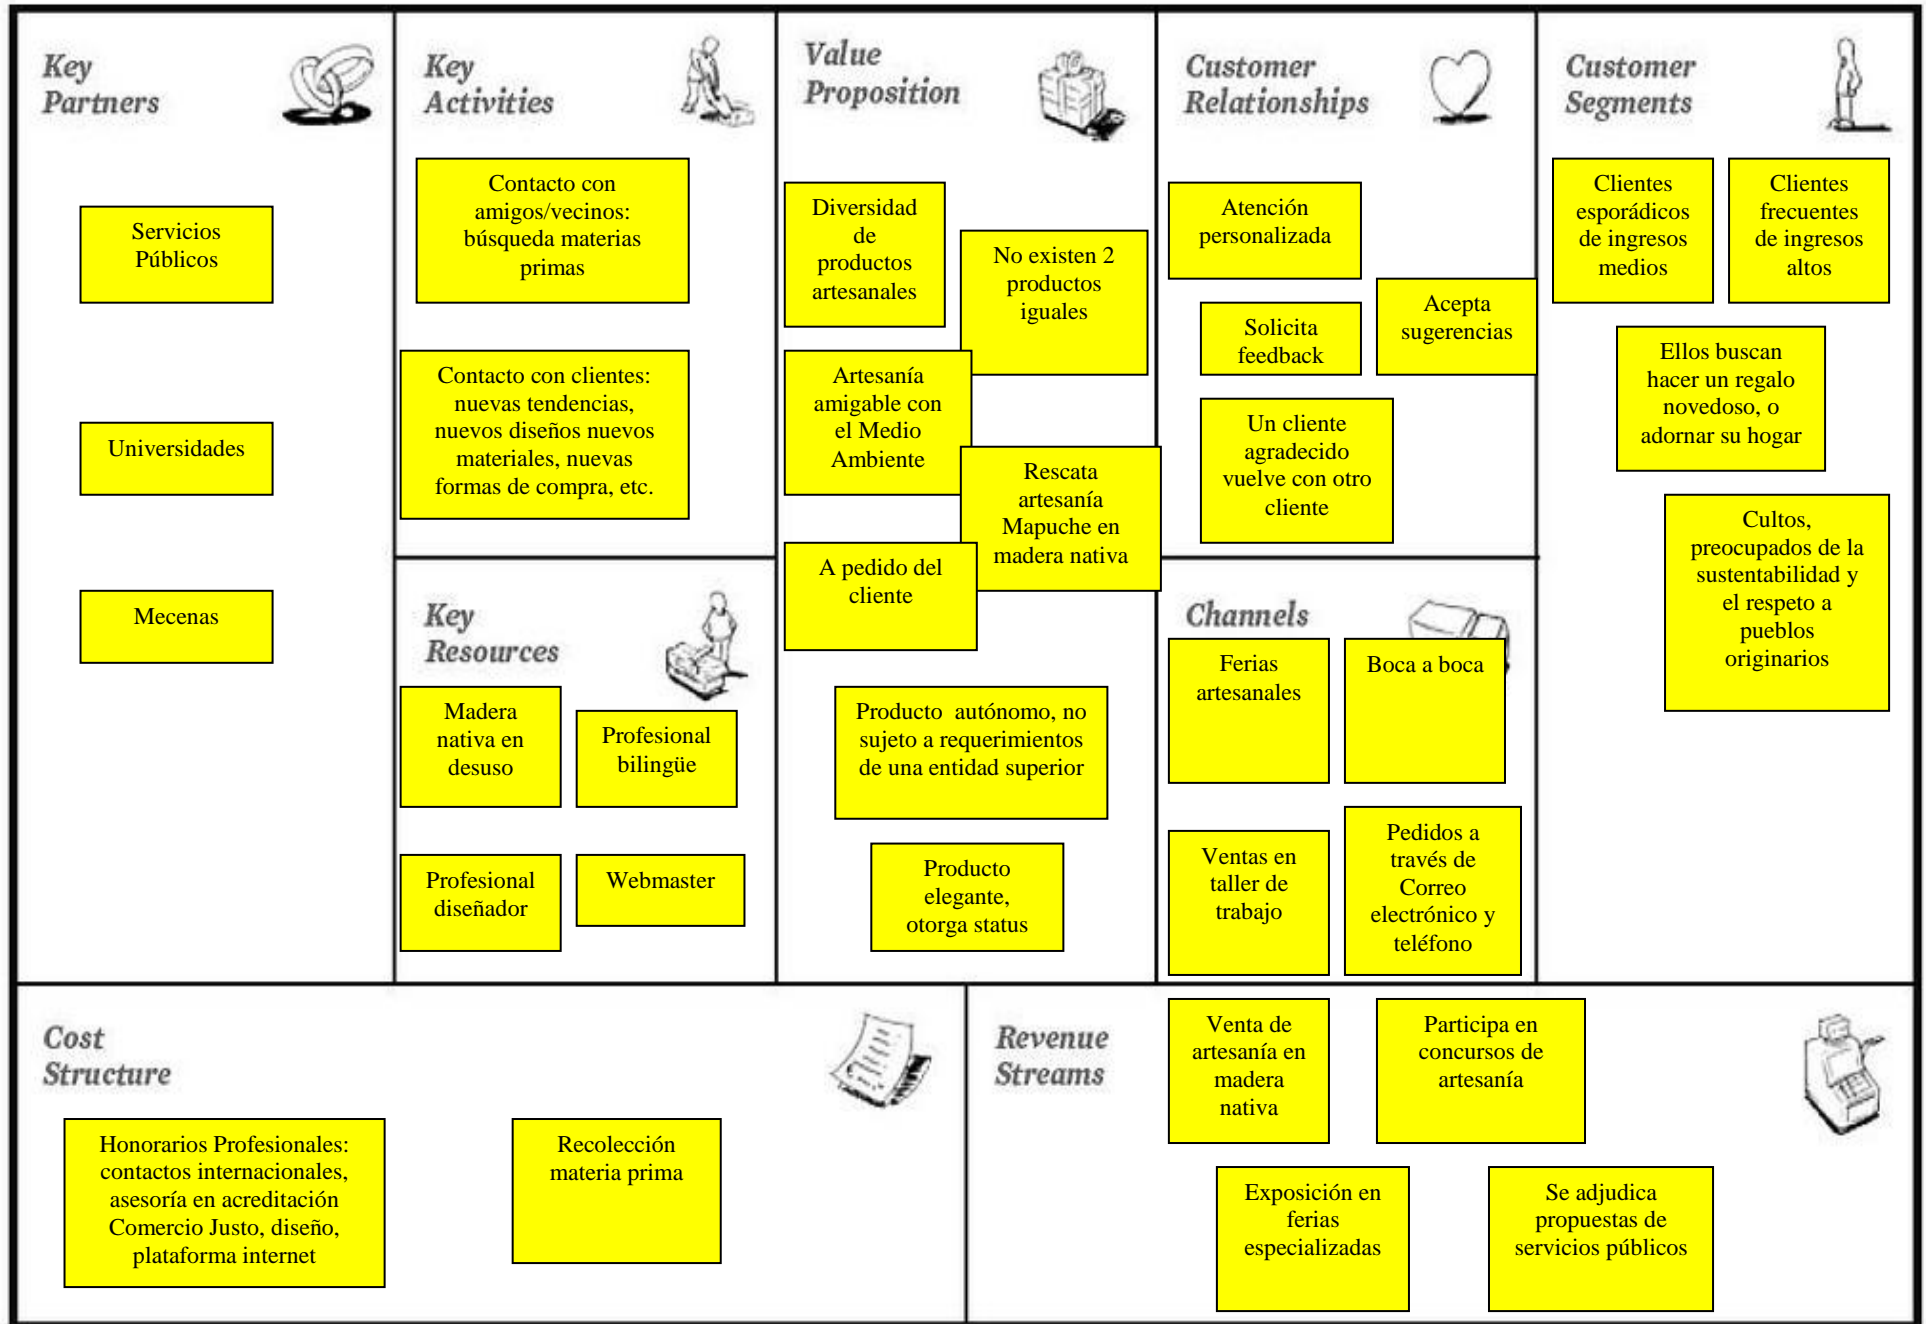 Key
Partners
Servicios
Públicos
Universidades
Mecenas
Key
Activities
Contacto con
amigos/vecinos:
búsqueda materias
primas
Contacto con clientes:
nuevas tendencias,
nuevos diseños nuevos
materiales, nuevas
formas de compra, etc.
Key
Resources
Madera
nativa en
desuso
Profesional
bilingüe
Profesional
diseñador
Webmaster
Value
Proposition
Diversidad
de
productos
artesanales
No existen 2
productos
iguales
Artesanía
amigable con
el Medio
Ambiente
Rescata
artesanía
Mapuche en
madera nativa
A pedido del
cliente
Producto autónomo, no
sujeto a requerimientos
de una entidad superior
Producto
elegante,
otorga status
Customer
Relationships
Atención
personalizada
Acepta
sugerencias
Solicita
feedback
Un cliente
agradecido
vuelve con otro
cliente
Channels
Ferias
artesanales
Boca a boca
Ventas en
taller de
trabajo
Pedidos a
través de
Correo
electrónico y
teléfono
Customer
Segments
Clientes
esporádicos
de ingresos
medios
Clientes
frecuentes
de ingresos
altos
Ellos buscan
hacer un regalo
novedoso, o
adornar su hogar
Cultos,
preocupados de la
sustentabilidad y
el respeto a
pueblos
originarios
Cost
Structure
Honorarios Profesionales:
contactos internacionales,
asesoría en acreditación
Comercio Justo, diseño,
plataforma internet
Recolección
materia prima
Revenue
Streams
Venta de
artesanía en
madera
nativa
Participa en
concursos de
artesanía
Exposición en
ferias
especializadas
Se adjudica
propuestas de
servicios públicos